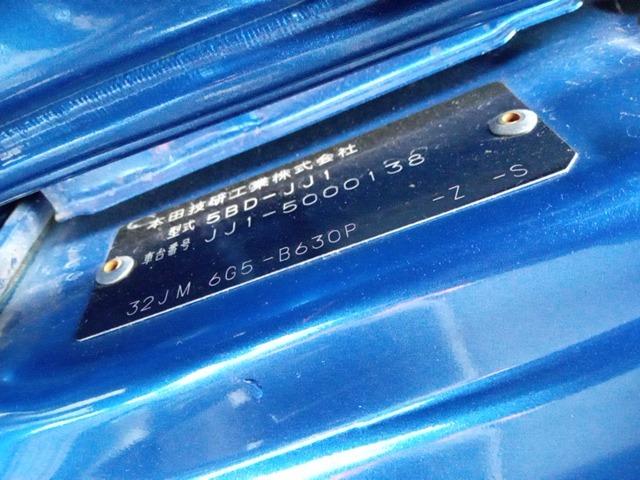 本田技研工業株式会社
型式 5BD-JJ1
車台番号 JJ1-5000138
32JM 6G5-B630P -Z -S